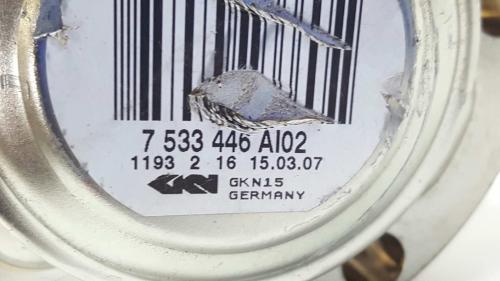 7 533 446 AI02
1193 2 16 15.03.07
GKN GKN15
GERMANY